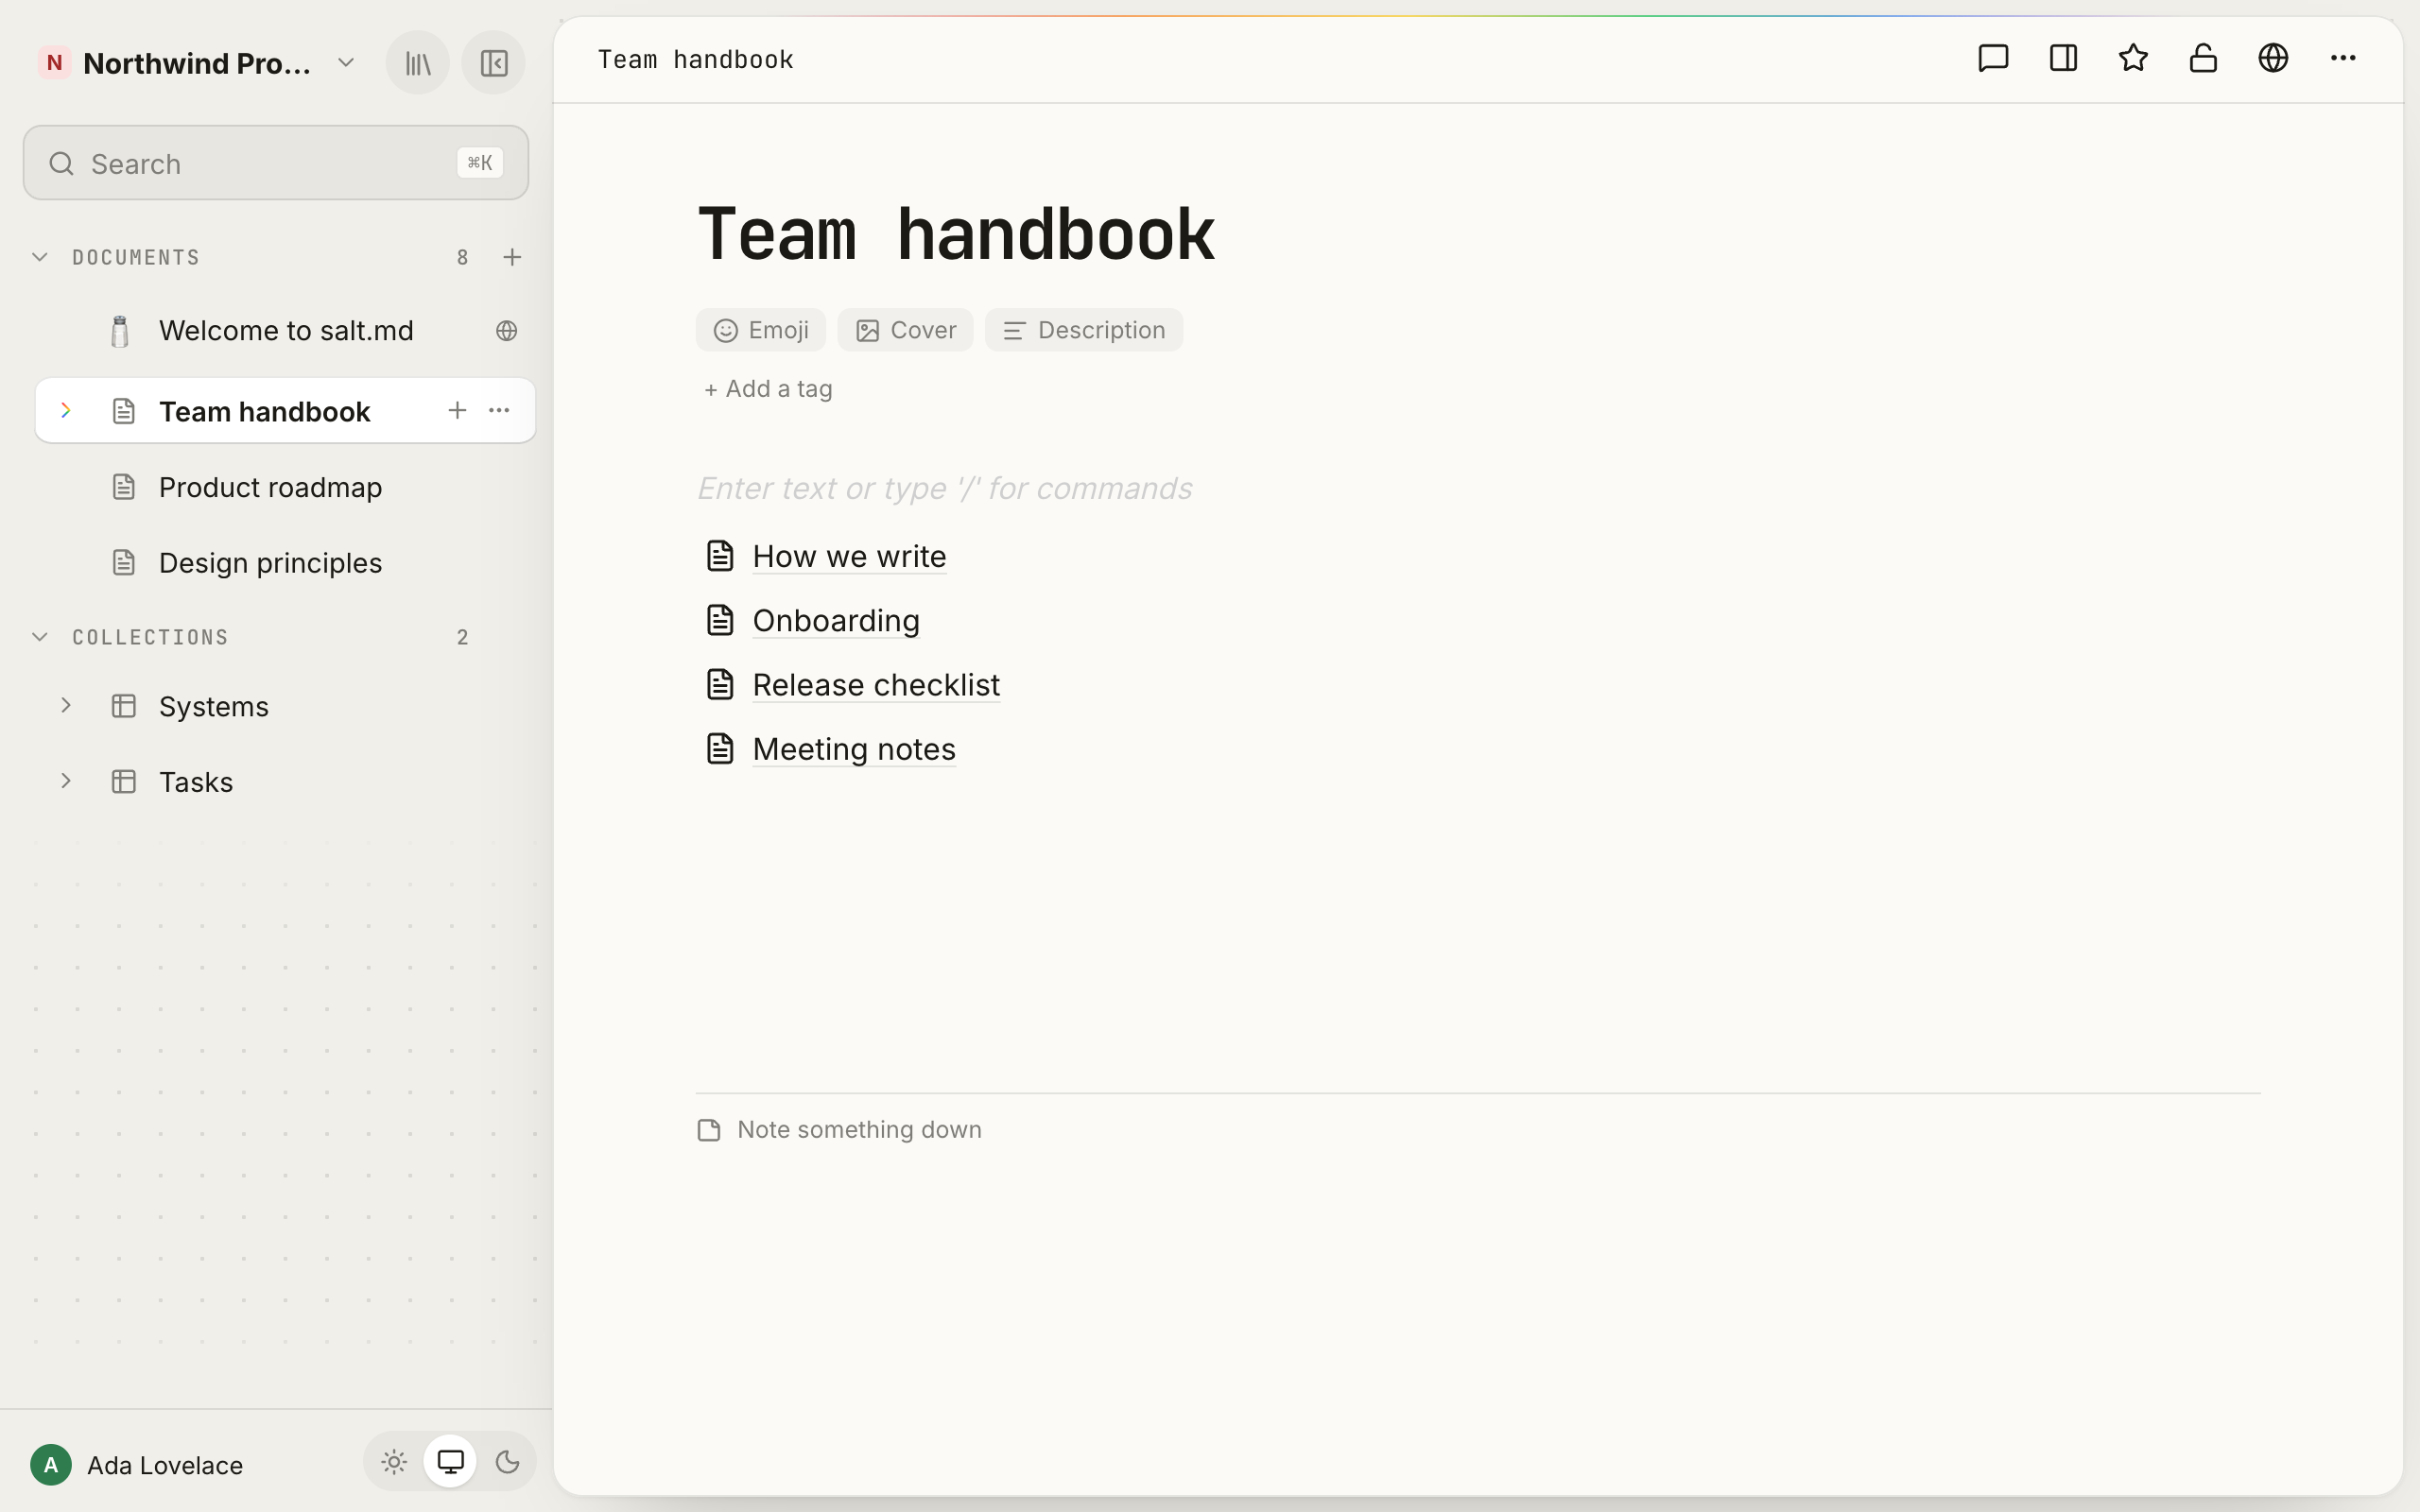 N Northwind Pro...
Search ⌘K
DOCUMENTS 8
Welcome to salt.md
Team handbook
Product roadmap
Design principles
COLLECTIONS 2
Systems
Tasks
A Ada Lovelace
Team handbook
Team handbook
Emoji Cover Description
+ Add a tag
Enter text or type '/' for commands
How we write
Onboarding
Release checklist
Meeting notes
Note something down